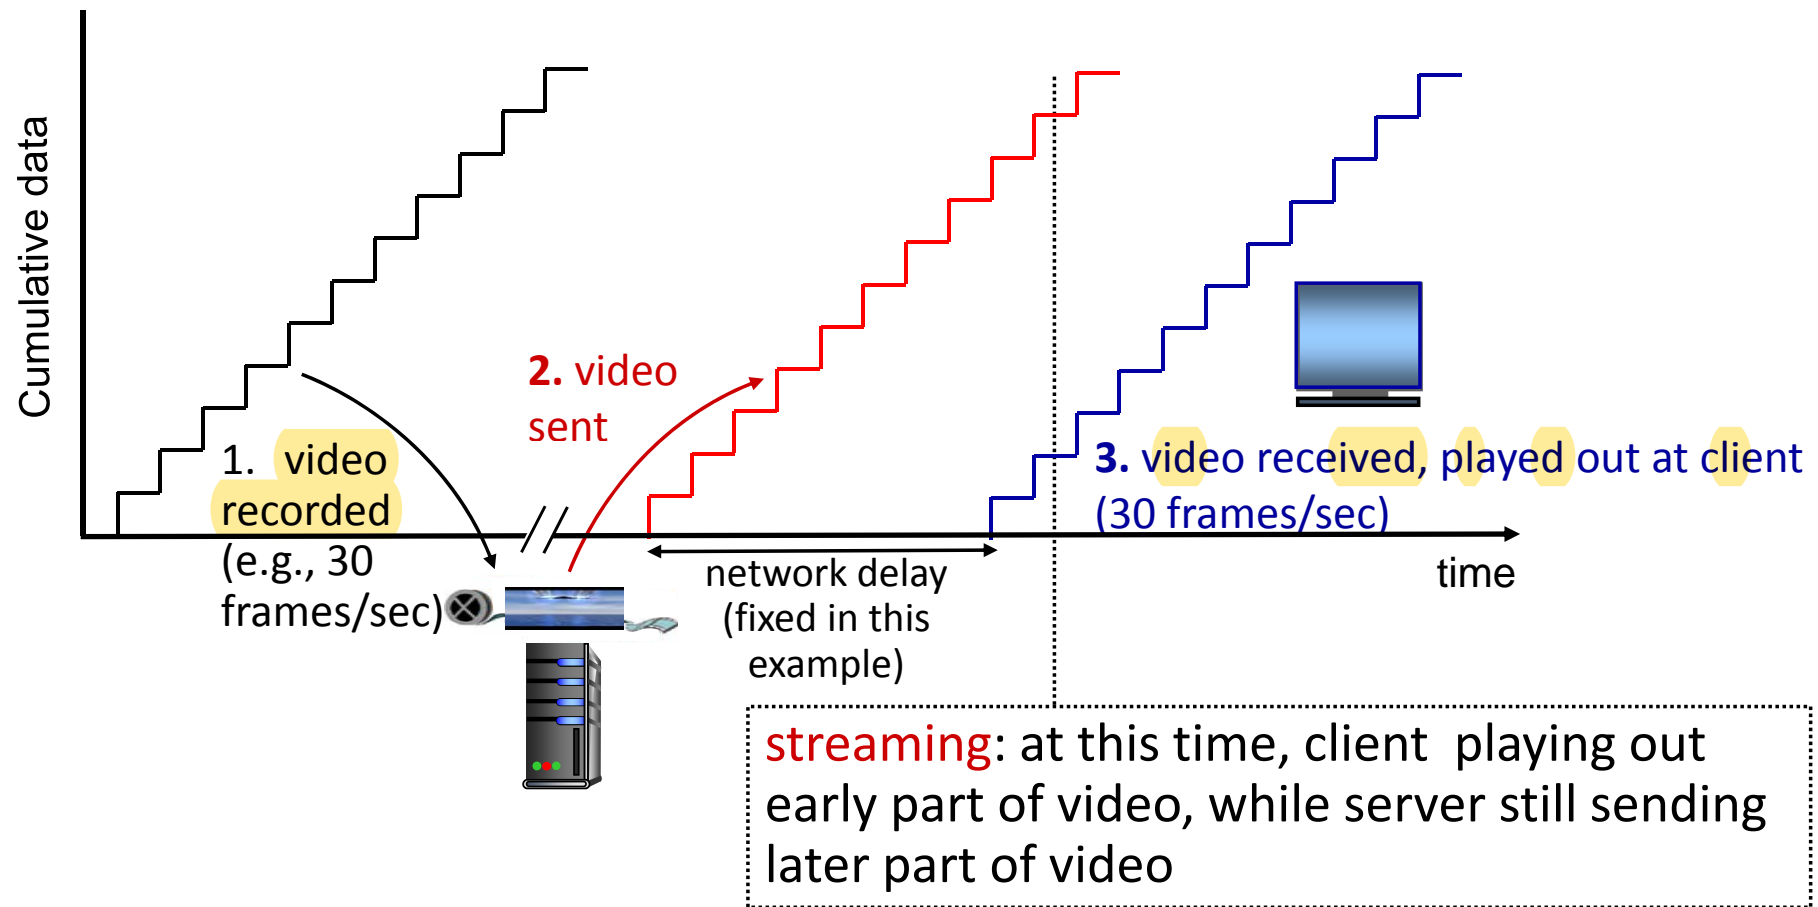 Cumulative data
1. video
recorded
(e.g., 30
frames/sec)
2. video
sent
3. video received, played out at client
(30 frames/sec)
network delay
(fixed in this
example)
time
streaming: at this time, client playing out
early part of video, while server still sending
later part of video